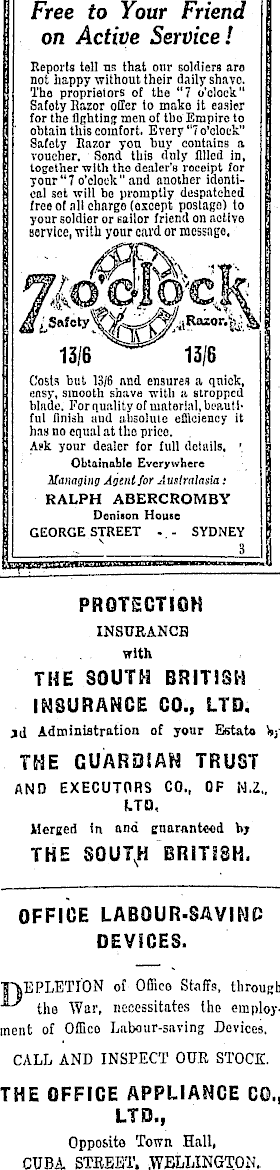 Free to Your Friend
on Active Service!
Reports tell us that our soldiers are
not happy without their daily shave.
The proprietors of the "7 o'clock"
Safety Razor offer to make it easier
for the fighting men of the Empire to
obtain this comfort. Every "7 o'clock"
Safety Razor you buy contains a
voucher. Send this duly filled in,
together with the dealer's receipt for
your "7 o'clock" and another identi-
cal set will be promptly despatched
free of all charge (except postage) to
your soldier or sailor friend on active
service, with your card or message.
7 o'clock
Safety Razor.
13/6 13/6
Costs but 13/6 and ensures a quick,
easy, smooth shave with a stropped
blade. For quality of material, beauti-
ful finish and absolute efficiency it
has no equal at the price.
Ask your dealer for full details.
Obtainable Everywhere
Managing Agent for Australasia:
RALPH ABERCROMBY
Denison House
GEORGE STREET - - SYDNEY
3
PROTECTION
INSURANCE
with
THE SOUTH BRITISH
INSURANCE CO., LTD.
nd Administration of your Estate by
THE GUARDIAN TRUST
AND EXECUTORS CO., OF N.Z.,
LTD.
Merged in and guaranteed by
THE SOUTH BRITISH.
OFFICE LABOUR-SAVING
DEVICES.
DEPLETION of Office Staffs, through
the War, necessitates the employ-
ment of Office Labour-saving Devices.
CALL AND INSPECT OUR STOCK.
THE OFFICE APPLIANCE CO.,
LTD.,
Opposite Town Hall,
CUBA STREET, WELLINGTON.